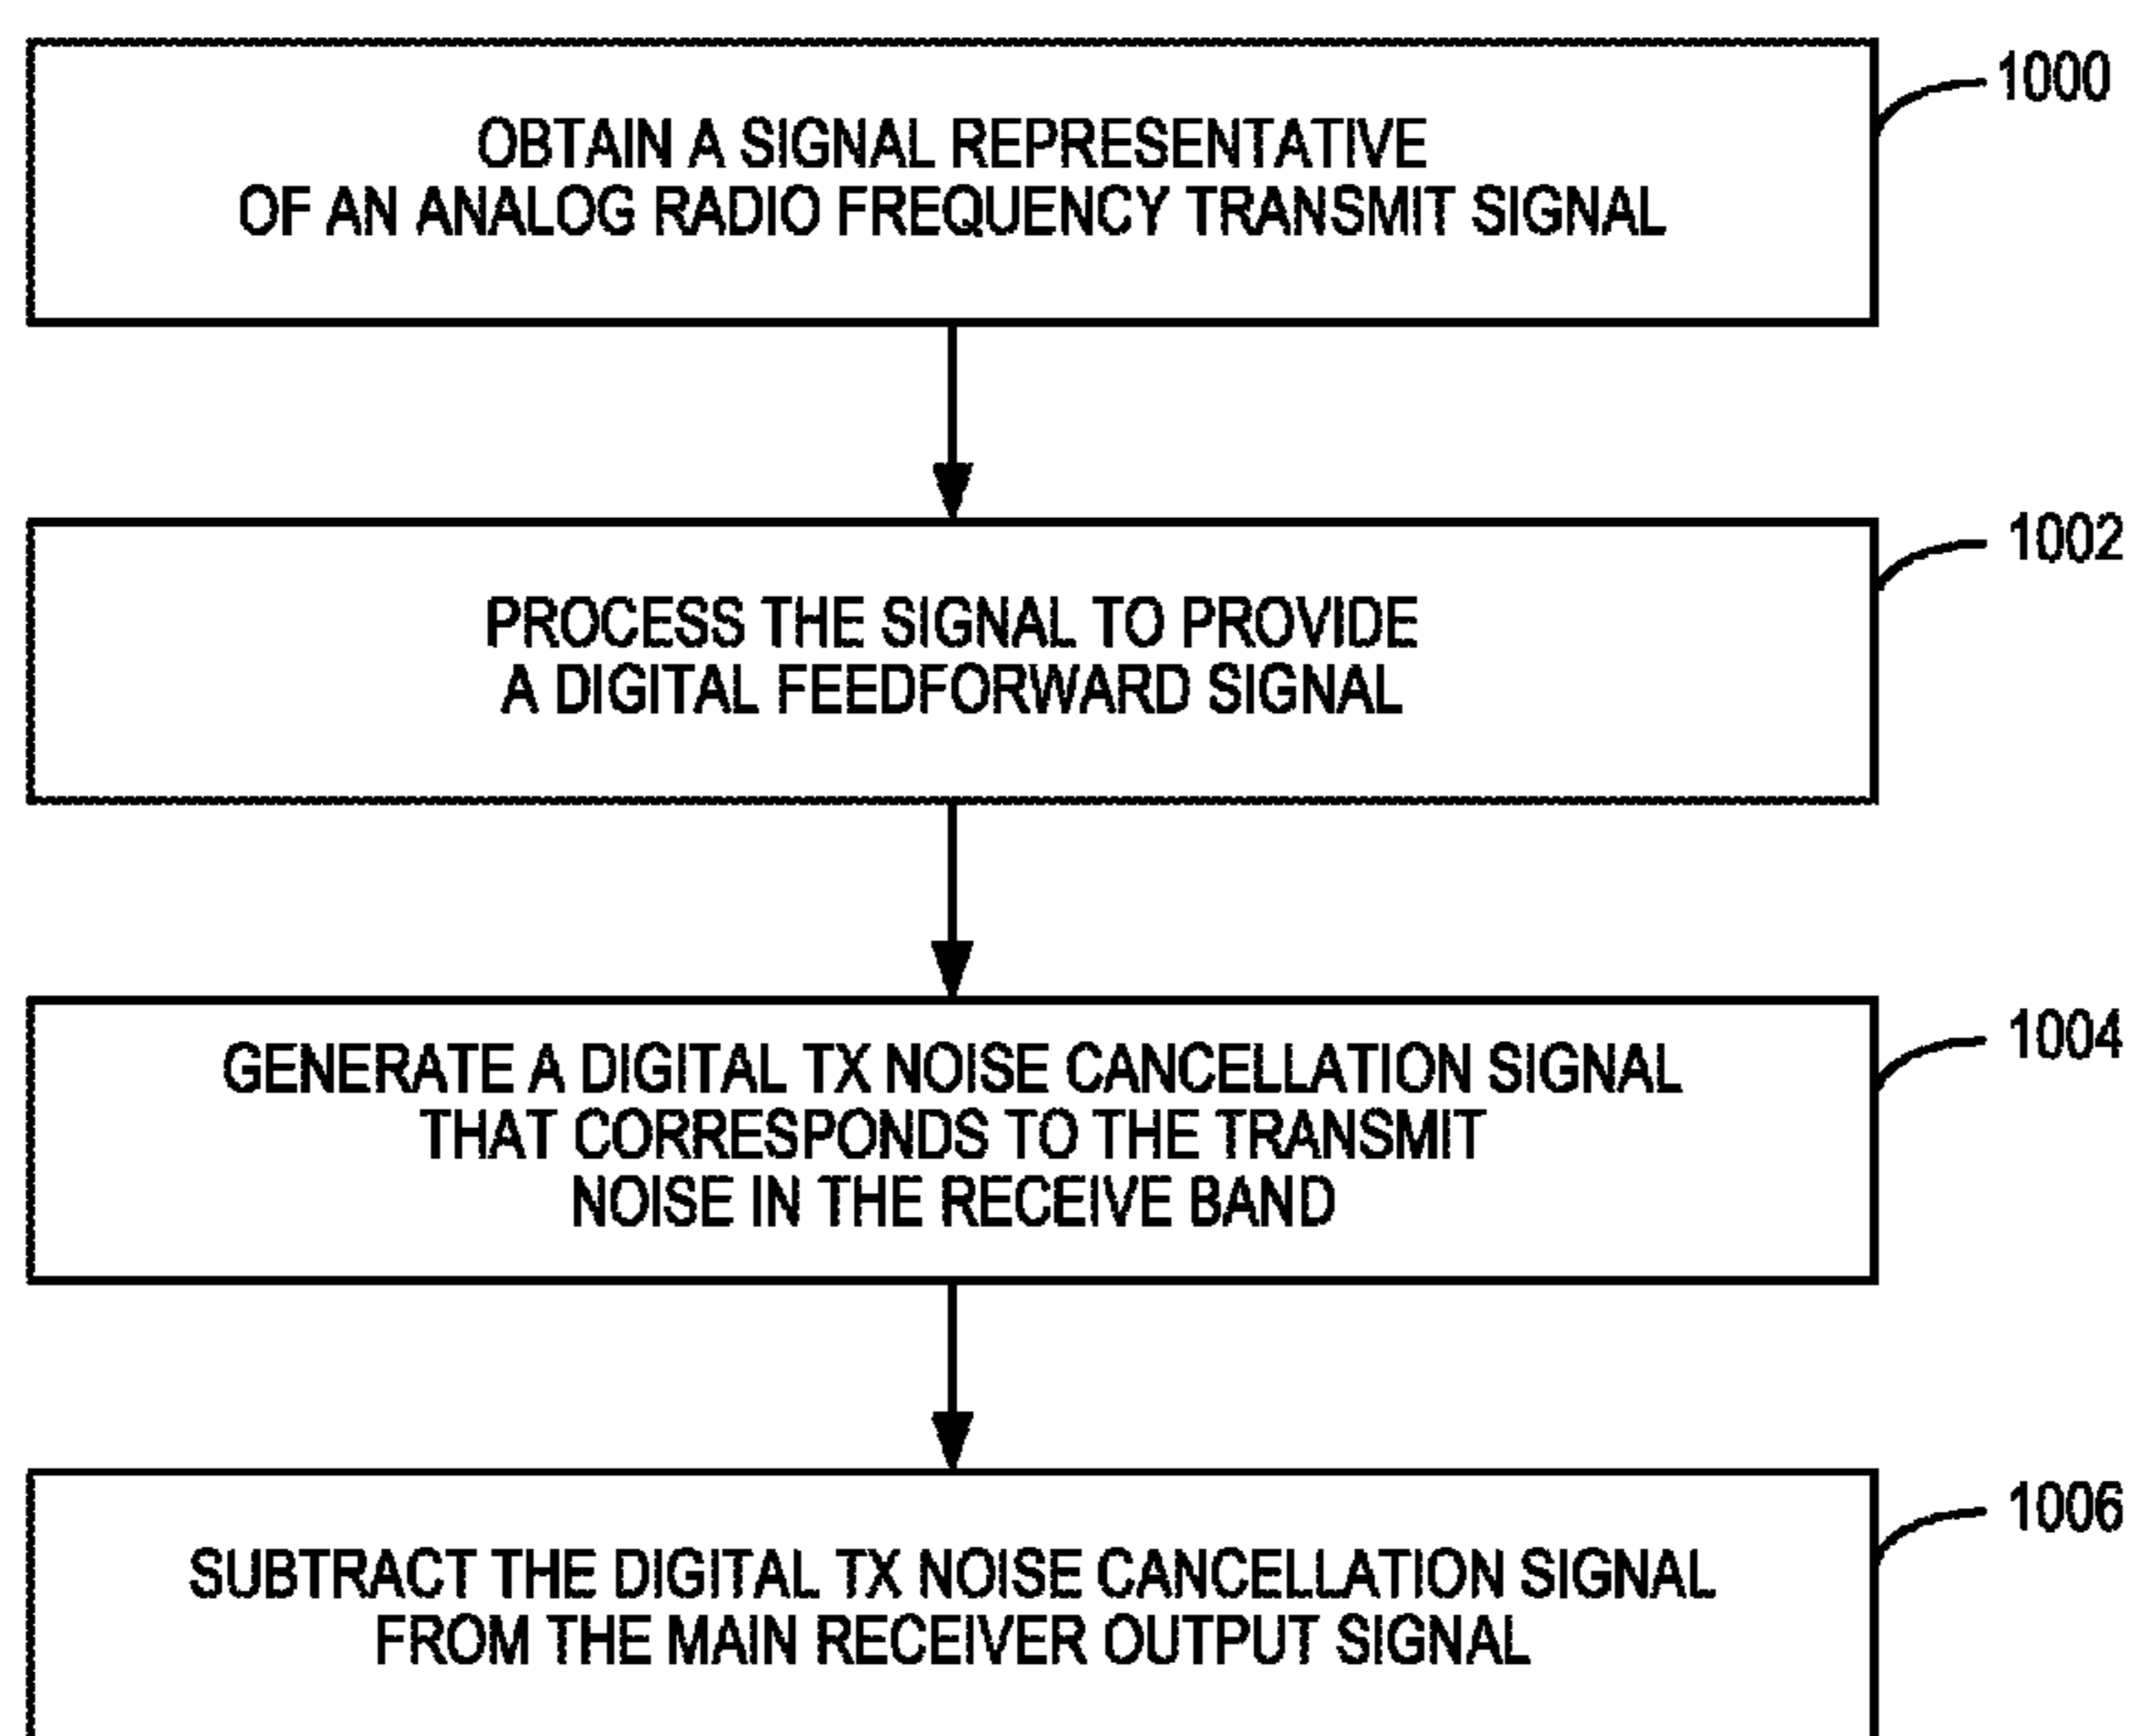 1000
OBTAIN A SIGNAL REPRESENTATIVE
OF AN ANALOG RADIO FREQUENCY TRANSMIT SIGNAL
1002
PROCESS THE SIGNAL TO PROVIDE
A DIGITAL FEEDFORWARD SIGNAL
1004
GENERATE A DIGITAL TX NOISE CANCELLATION SIGNAL
THAT CORRESPONDS TO THE TRANSMIT
NOISE IN THE RECEIVE BAND
1006
SUBTRACT THE DIGITAL TX NOISE CANCELLATION SIGNAL
FROM THE MAIN RECEIVER OUTPUT SIGNAL